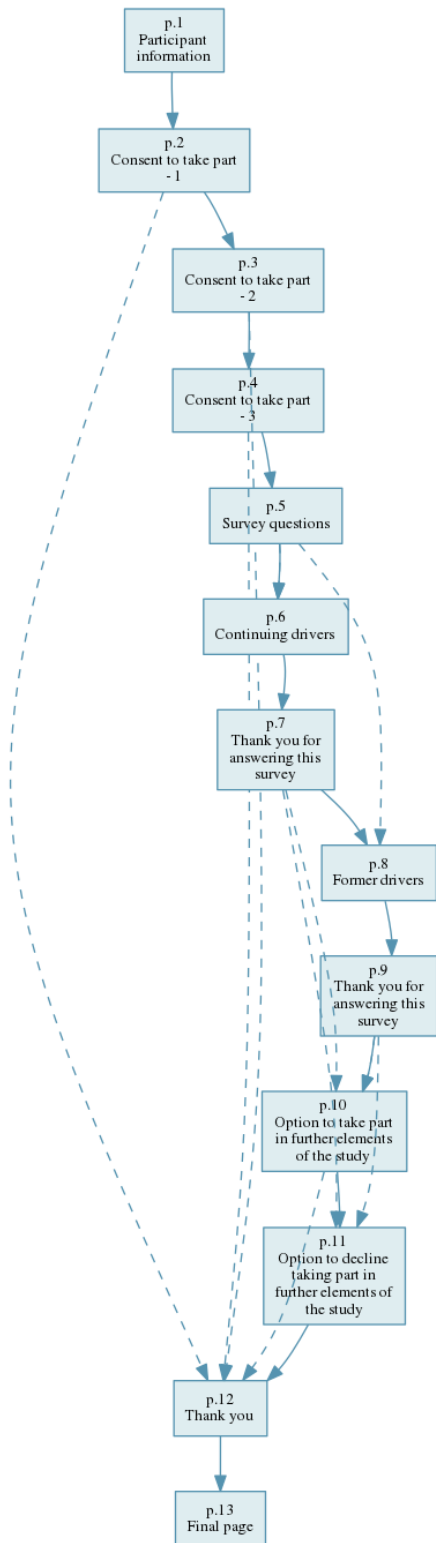 p.1
Participant
information
p.2
Consent to take part
- 1
p.3
Consent to take part
- 2
p.4
Consent to take part
- 3
p.5
Survey questions
p.6
Continuing drivers
p.7
Thank you for
answering this
survey
p.8
Former drivers
p.9
Thank you for
answering this
survey
p.10
Option to take part
in further elements
of the study
p.11
Option to decline
taking part in
further elements of
the study
p.12
Thank you
p.13
Final page